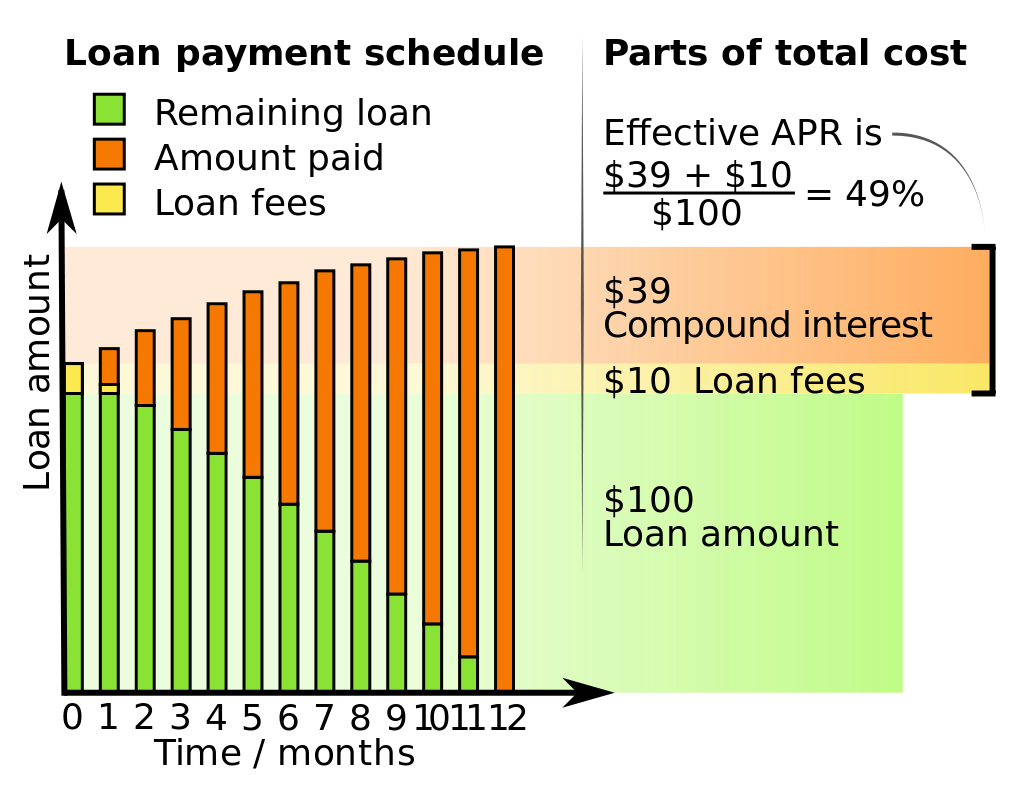 Loan payment schedule
Remaining loan
Amount paid
Loan fees
Loan amount
0 1 2 3 4 5 6 7 8 9 10 11 12
Time / months
Parts of total cost
Effective APR is
$39 + $10
$100
= 49%
$39
Compound interest
$10 Loan fees
$100
Loan amount